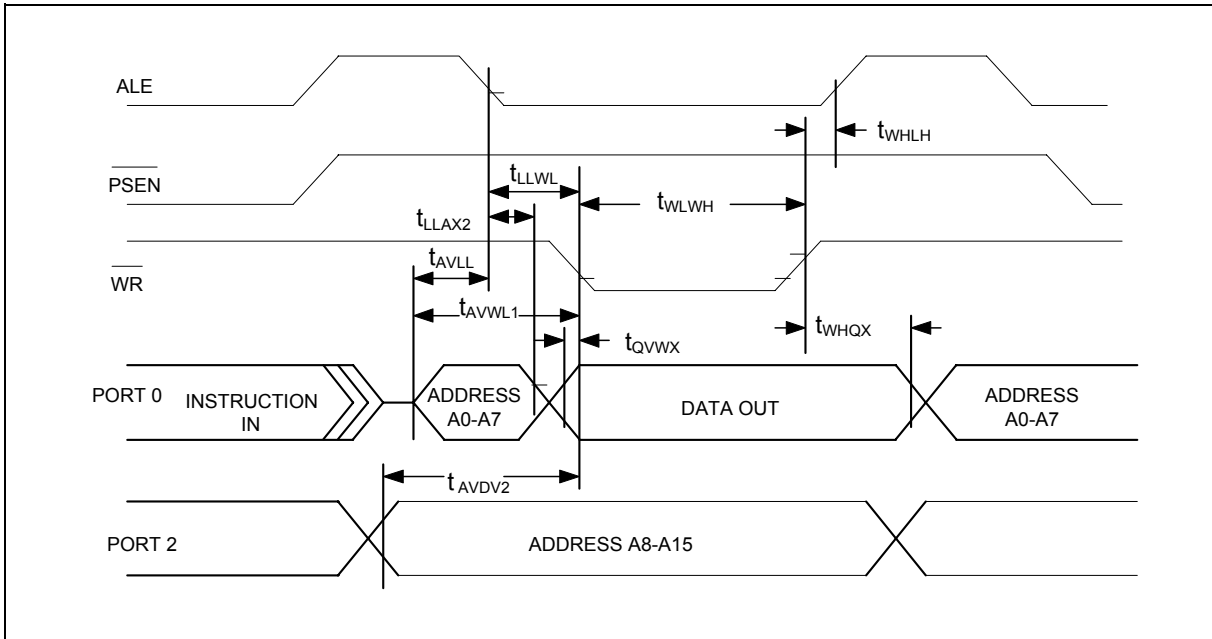 ALE
tWHLH
PSEN
tLLWL
tWLWH
tLLAX2
tAVLL
WR
tAVWL1
tWHQX
tQVWX
PORT 0
INSTRUCTION
IN
ADDRESS
A0-A7
DATA OUT
ADDRESS
A0-A7
tAVDV2
PORT 2
ADDRESS A8-A15